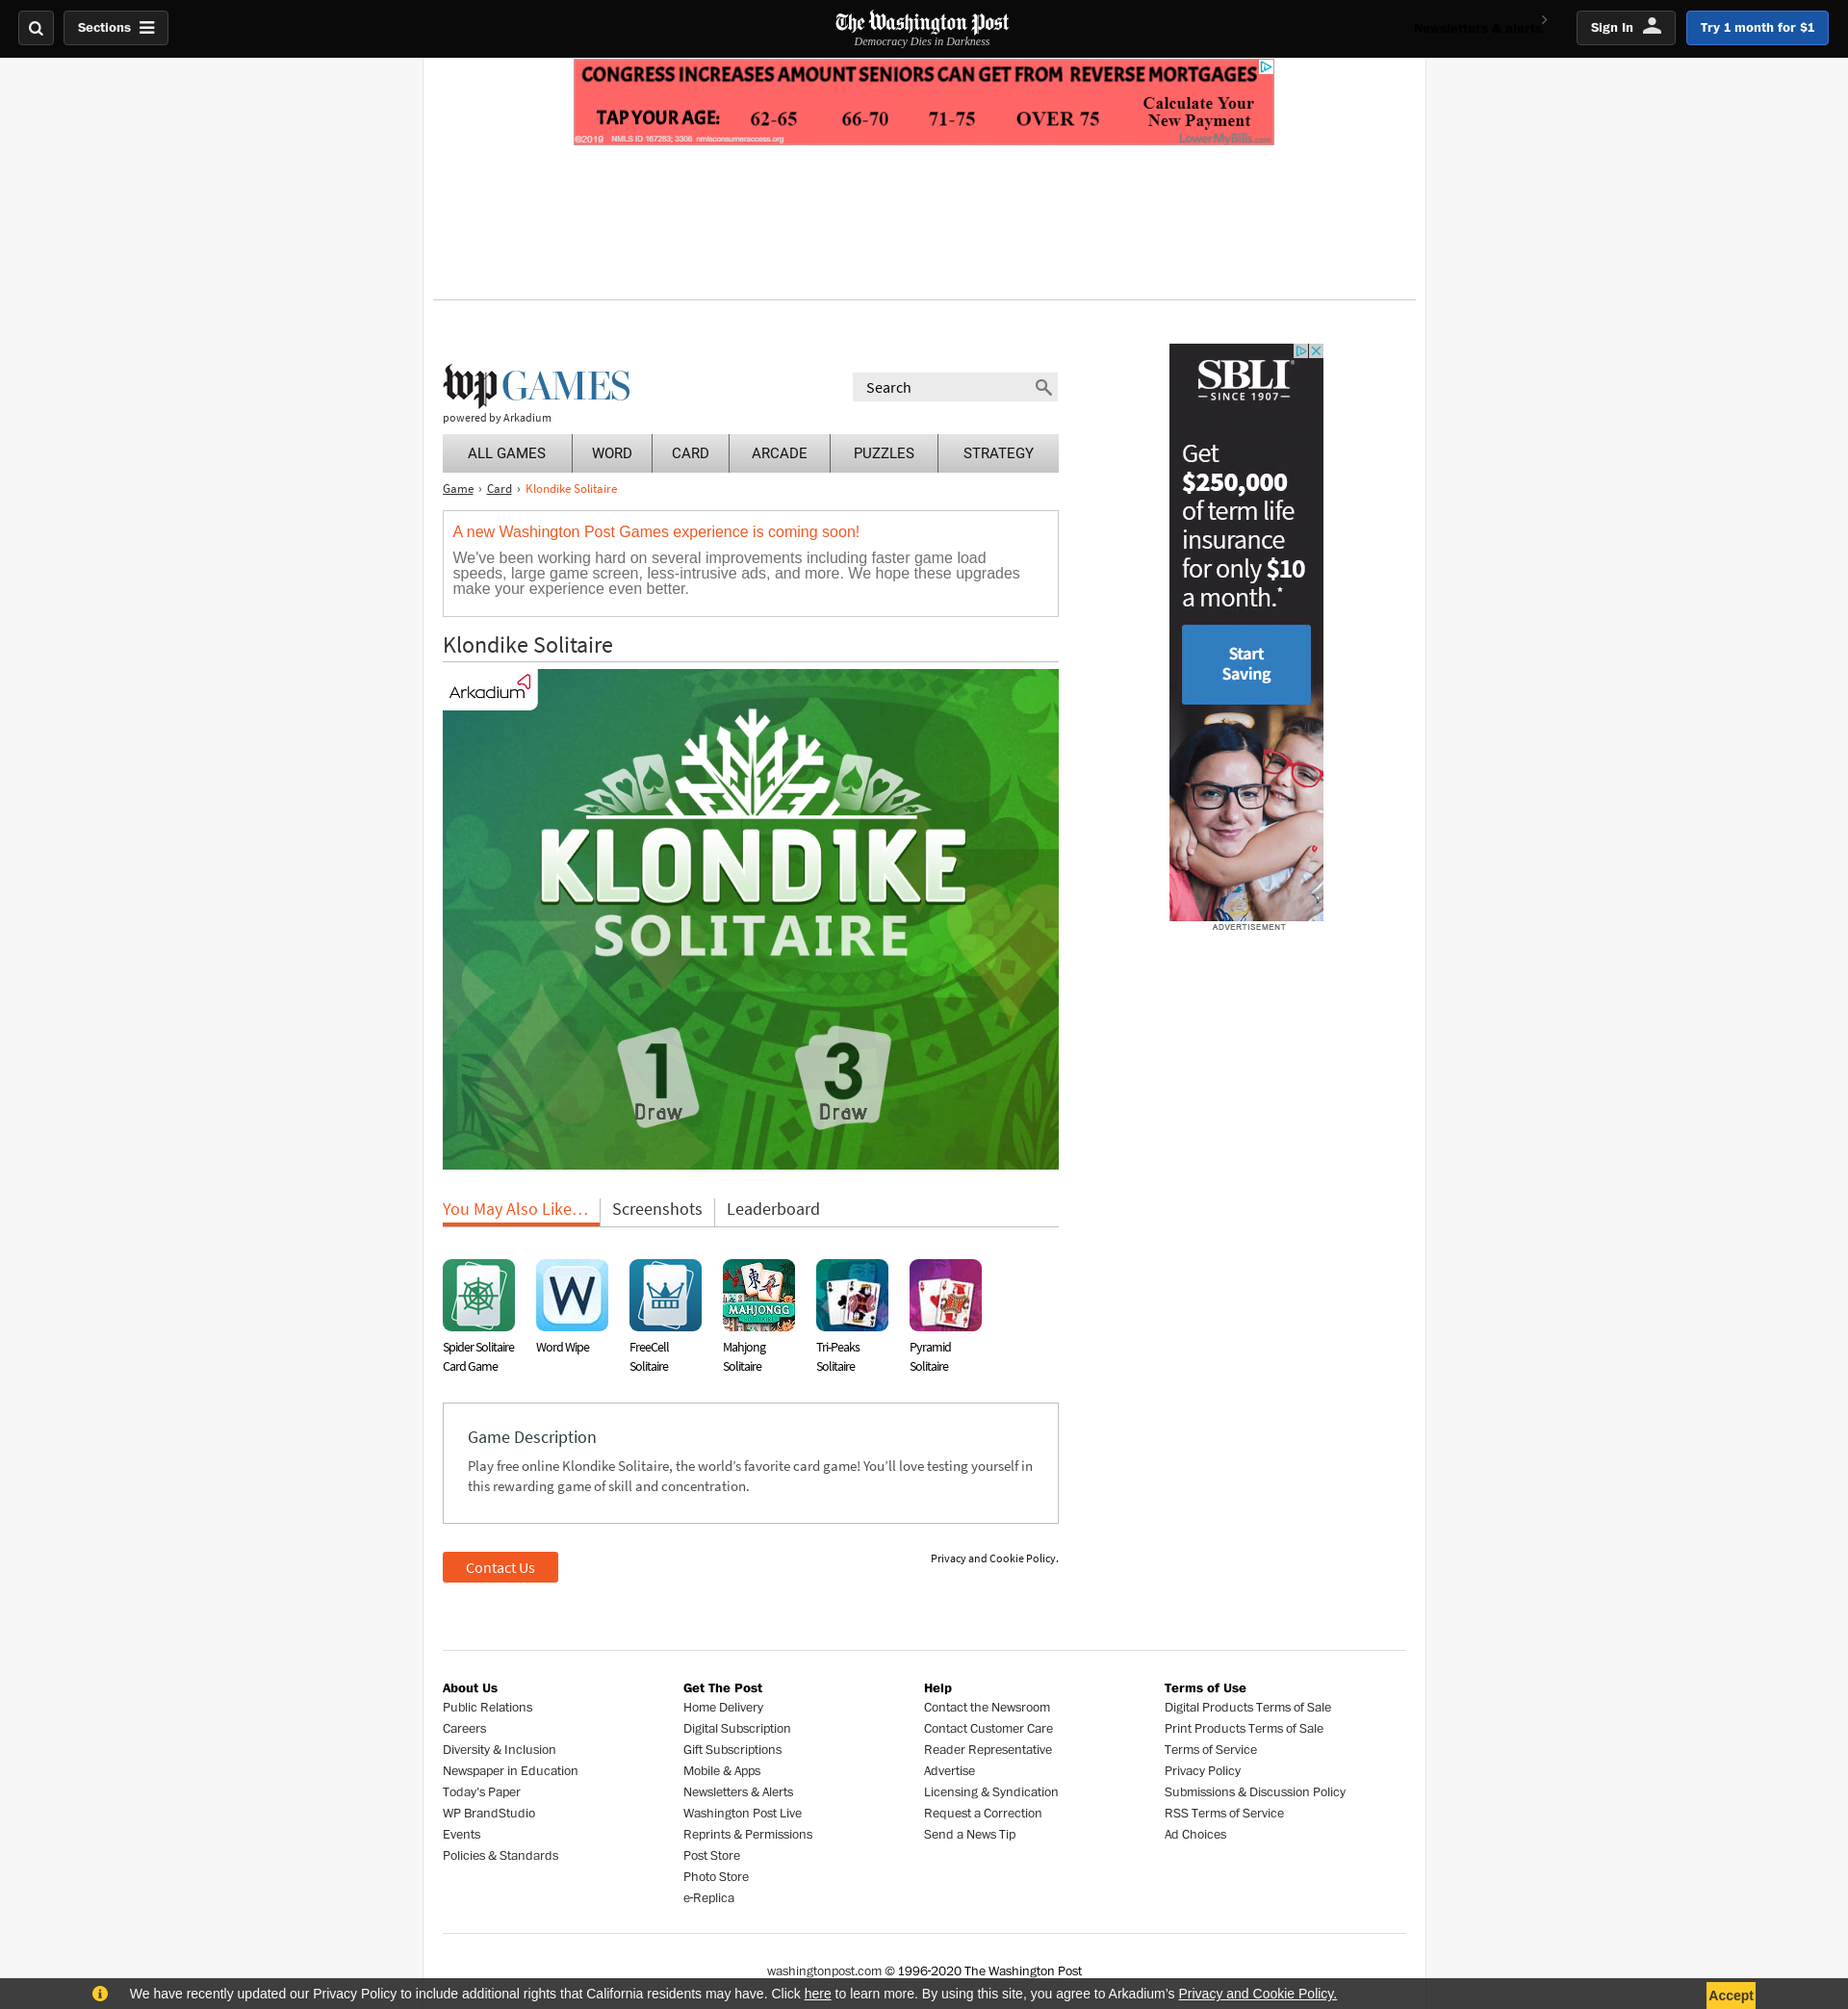 Sections
The Washington Post
Democracy Dies in Darkness
Newsletters & alerts
Sign In
Try 1 month for $1
CONGRESS INCREASES AMOUNT SENIORS CAN GET FROM REVERSE MORTGAGES
TAP YOUR AGE: 62-65 66-70 71-75 OVER 75
Calculate Your
New Payment
©2019 NMLS ID 167283; 3306 nmlsconsumeraccess.org
LowerMyBills.com
wp GAMES
powered by Arkadium
Search
ALL GAMES WORD CARD ARCADE PUZZLES STRATEGY
Game › Card › Klondike Solitaire
A new Washington Post Games experience is coming soon!
We've been working hard on several improvements including faster game load
speeds, large game screen, less-intrusive ads, and more. We hope these upgrades
make your experience even better.
Klondike Solitaire
Arkadium
KLONDIKE
SOLITAIRE
1 Draw
3 Draw
SBLI
SINCE 1907
Get
$250,000
of term life
insurance
for only $10
a month.*
Start
Saving
ADVERTISEMENT
You May Also Like… Screenshots Leaderboard
W
MAHJONGG
SOLITAIRE
Spider Solitaire
Card Game
Word Wipe
FreeCell
Solitaire
Mahjong
Solitaire
Tri-Peaks
Solitaire
Pyramid
Solitaire
Game Description
Play free online Klondike Solitaire, the world’s favorite card game! You’ll love testing yourself in
this rewarding game of skill and concentration.
Contact Us
Privacy and Cookie Policy.
About Us
Public Relations
Careers
Diversity & Inclusion
Newspaper in Education
Today's Paper
WP BrandStudio
Events
Policies & Standards
Get The Post
Home Delivery
Digital Subscription
Gift Subscriptions
Mobile & Apps
Newsletters & Alerts
Washington Post Live
Reprints & Permissions
Post Store
Photo Store
e-Replica
Help
Contact the Newsroom
Contact Customer Care
Reader Representative
Advertise
Licensing & Syndication
Request a Correction
Send a News Tip
Terms of Use
Digital Products Terms of Sale
Print Products Terms of Sale
Terms of Service
Privacy Policy
Submissions & Discussion Policy
RSS Terms of Service
Ad Choices
washingtonpost.com © 1996-2020 The Washington Post
We have recently updated our Privacy Policy to include additional rights that California residents may have. Click here to learn more. By using this site, you agree to Arkadium’s Privacy and Cookie Policy.
Accept